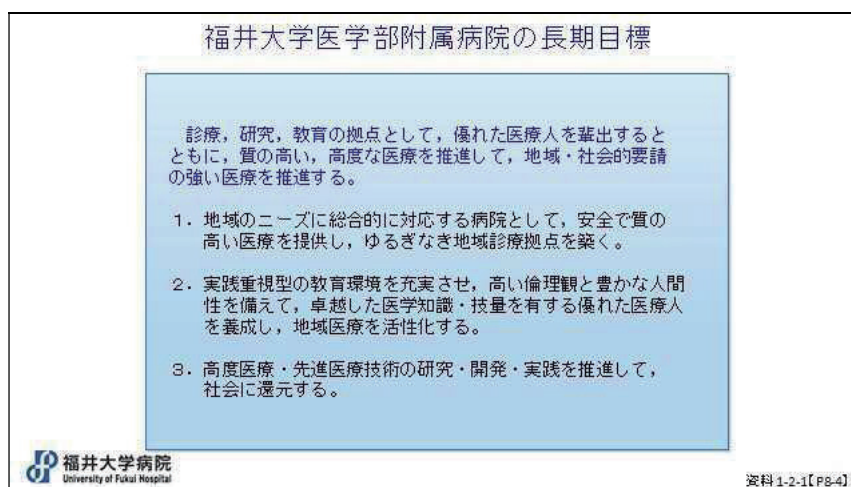 福井大学医学部附属病院の長期目標
診療，研究，教育の拠点として，優れた医療人を輩出すると
ともに，質の高い，高度な医療を推進して，地域・社会的要請
の強い医療を推進する。
１．地域のニーズに総合的に対応する病院として，安全で質の
高い医療を提供し，ゆるぎなき地域診療拠点を築く。
２．実践重視型の教育環境を充実させ，高い倫理観と豊かな人間
性を備えて，卓越した医学知識・技量を有する優れた医療人
を養成し，地域医療を活性化する。
３．高度医療・先進医療技術の研究・開発・実践を推進して，
社会に還元する。
福井大学病院
University of Fukui Hospital
資料1-2-1【P8-4】